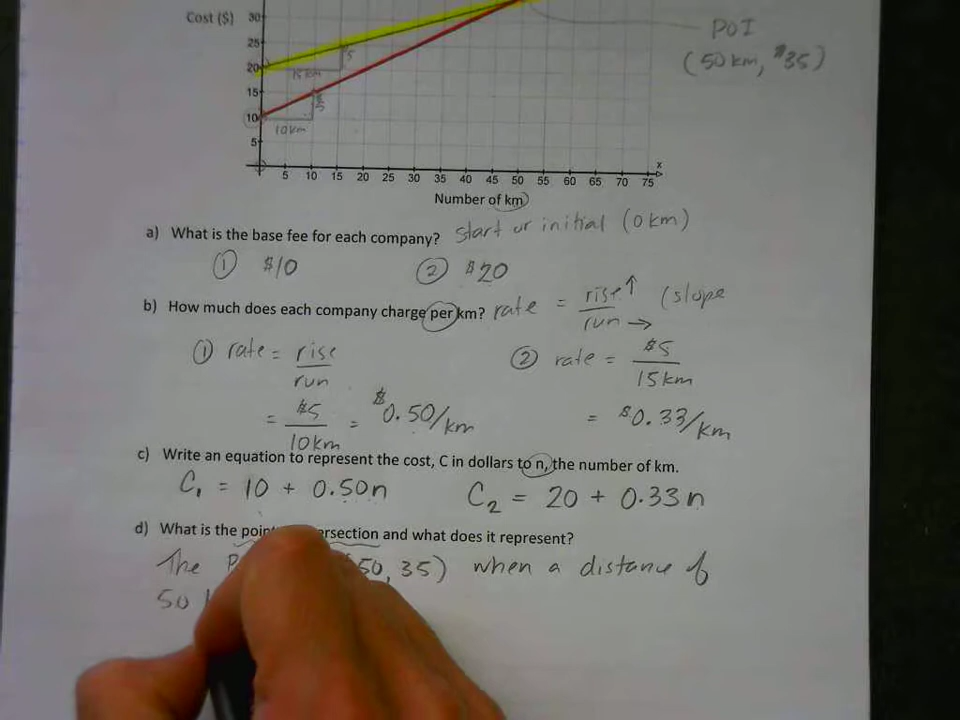 Cost ($) 30
POI
25
5
(50 km, $35)
20
15 km
15
5
10
10km
5
x
5 10 15 20 25 30 35 40 45 50 55 60 65 70 75
Number of km
a) What is the base fee for each company? start or initial (0 km)
① $10 ② $20
b) How much does each company charge per km? rate = rise↑ (slope
run →
① rate = rise ② rate = $5
run 15 km
= $5 = $0.50/km = $0.33/km
10km
c) Write an equation to represent the cost, C in dollars to n, the number of km.
C₁ = 10 + 0.50n C₂ = 20 + 0.33n
d) What is the and what does it represent?
The 50, 35) when a distance of
50